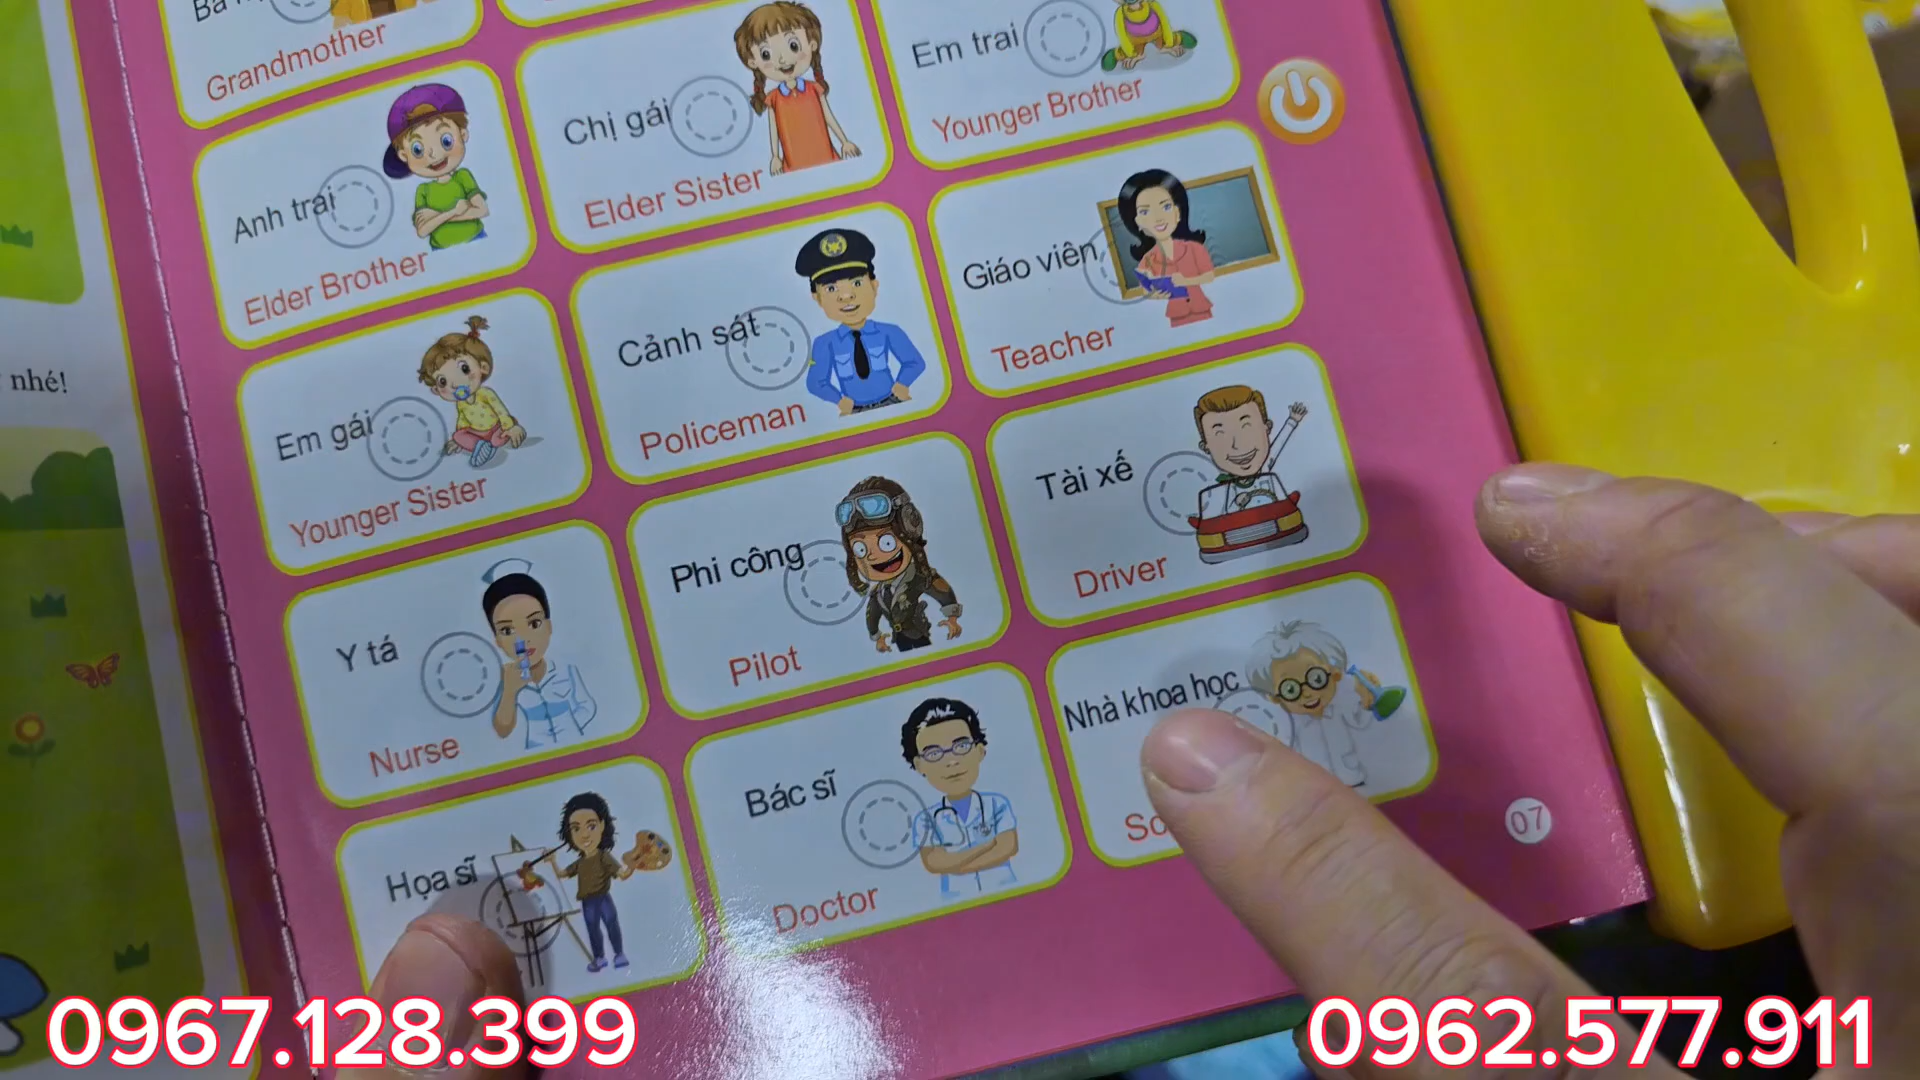 Grandmother
Anh trai
Elder Brother
Chị gái
Elder Sister
Em trai
Younger Brother
nhé!
Em gái
Younger Sister
Cảnh sát
Policeman
Giáo viên
Teacher
Y tá
Nurse
Phi công
Pilot
Tài xế
Driver
Họa sĩ
Bác sĩ
Doctor
Nhà khoa học
07
0967.128.399
0962.577.911